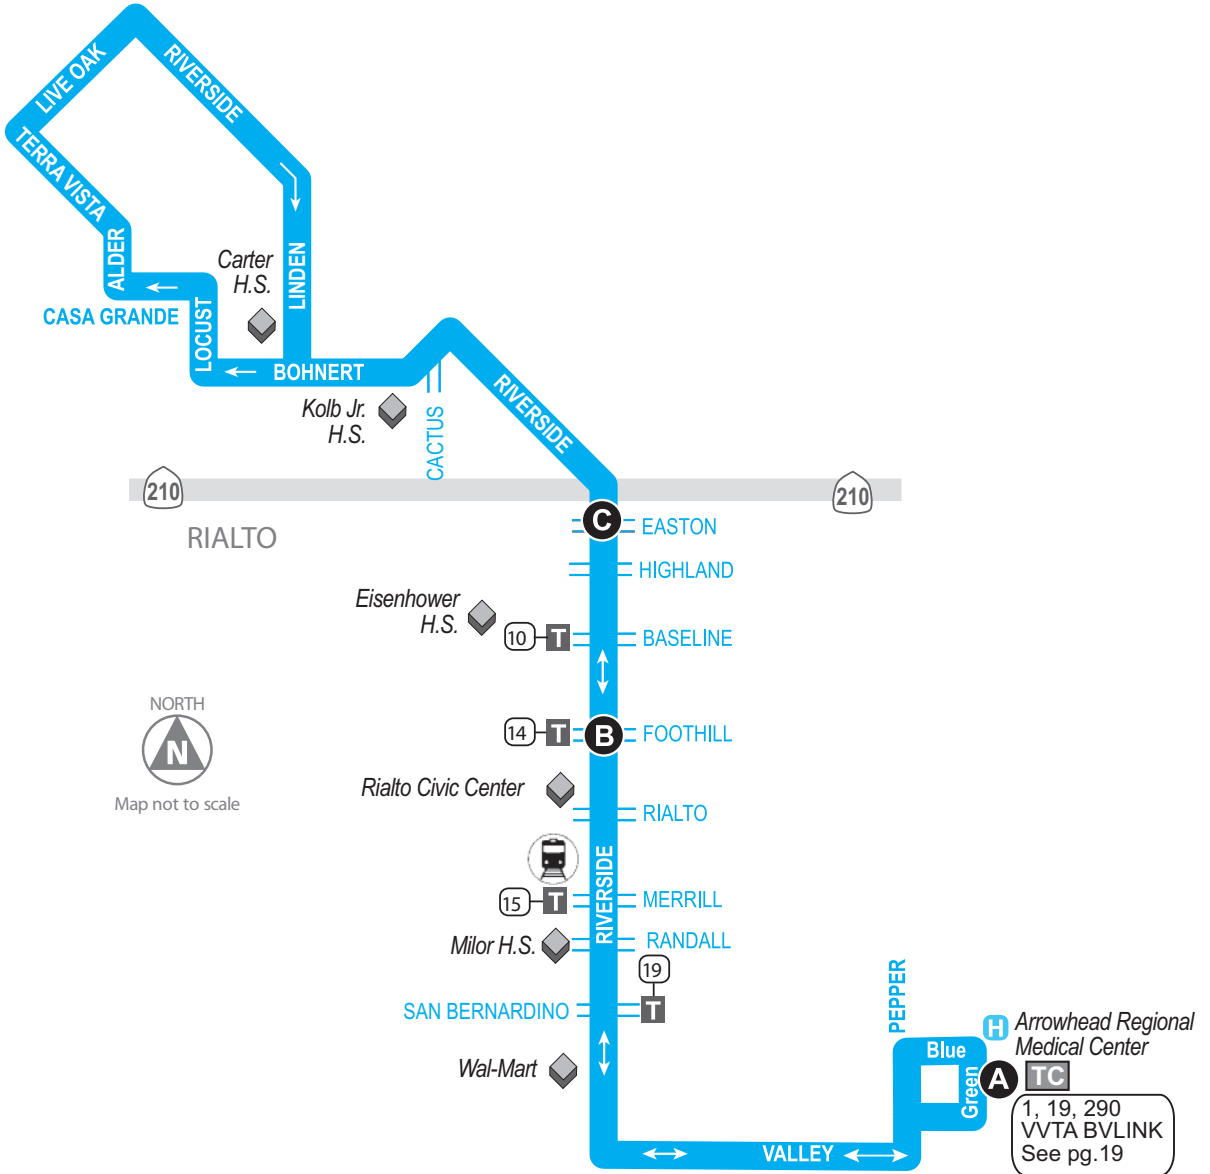 LIVE OAK
RIVERSIDE
TERRA VISTA
ALDER
LINDEN
Carter
H.S.
CASA GRANDE
LOCUST
BOHNERT
Kolb Jr.
H.S.
CACTUS
RIVERSIDE
210
210
RIALTO
C
EASTON
HIGHLAND
Eisenhower
H.S.
10
T
BASELINE
NORTH
N
Map not to scale
14
T
B
FOOTHILL
Rialto Civic Center
RIALTO
RIVERSIDE
15
T
MERRILL
Milor H.S.
RANDALL
19
T
SAN BERNARDINO
Wal-Mart
PEPPER
H
Arrowhead Regional
Medical Center
Blue
Green
A
TC
1, 19, 290
VVTA BVLINK
See pg.19
VALLEY